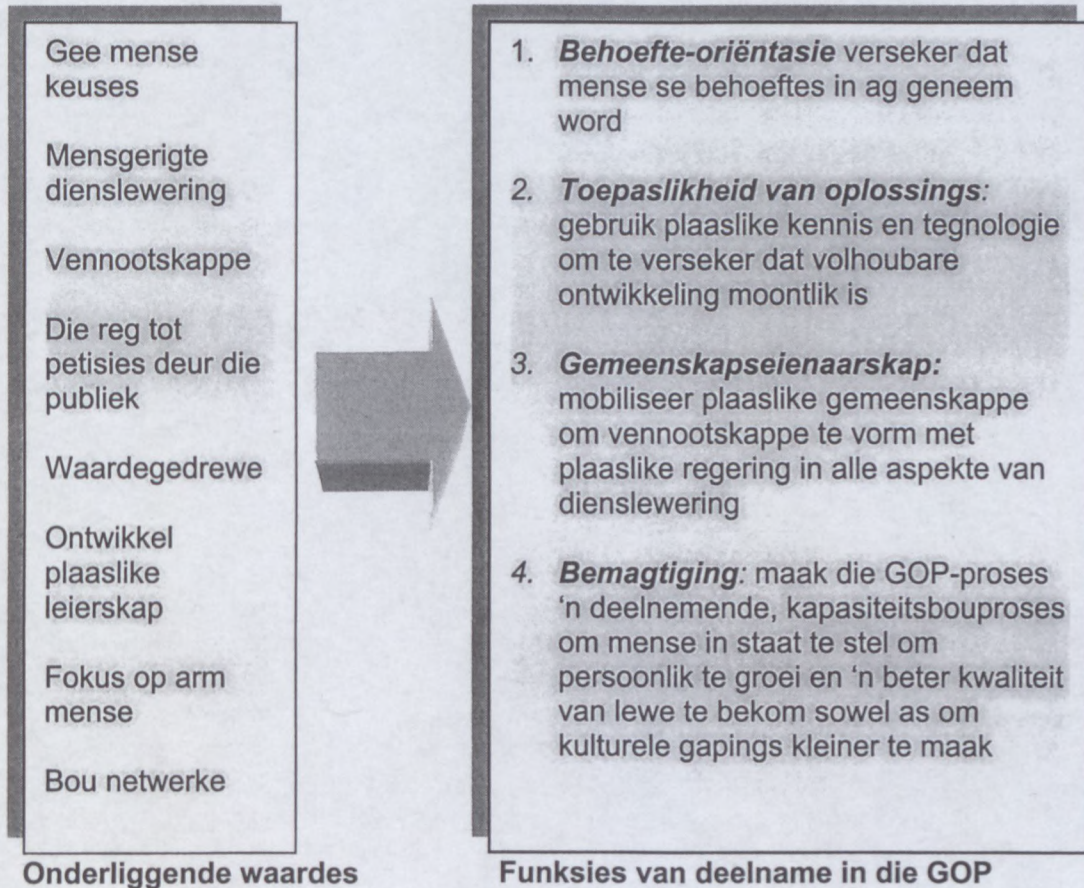 Gee mense
keuses
Mensgerigte
dienslewering
Vennootskappe
Die reg tot
petisies deur die
publiek
Waardegedrewe
Ontwikkel
plaaslike
leierskap
Fokus op arm
mense
Bou netwerke
Onderliggende waardes
1. Behoefte-oriëntasie verseker dat
mense se behoeftes in ag geneem
word
2. Toepaslikheid van oplossings:
gebruik plaaslike kennis en tegnologie
om te verseker dat volhoubare
ontwikkeling moontlik is
3. Gemeenskapseienaarskap:
mobiliseer plaaslike gemeenskappe
om vennootskappe te vorm met
plaaslike regering in alle aspekte van
dienslewering
4. Bemagtiging: maak die GOP-proses
‘n deelnemende, kapasiteitsbouproses
om mense in staat te stel om
persoonlik te groei en ‘n beter kwaliteit
van lewe te bekom sowel as om
kulturele gapings kleiner te maak
Funksies van deelname in die GOP